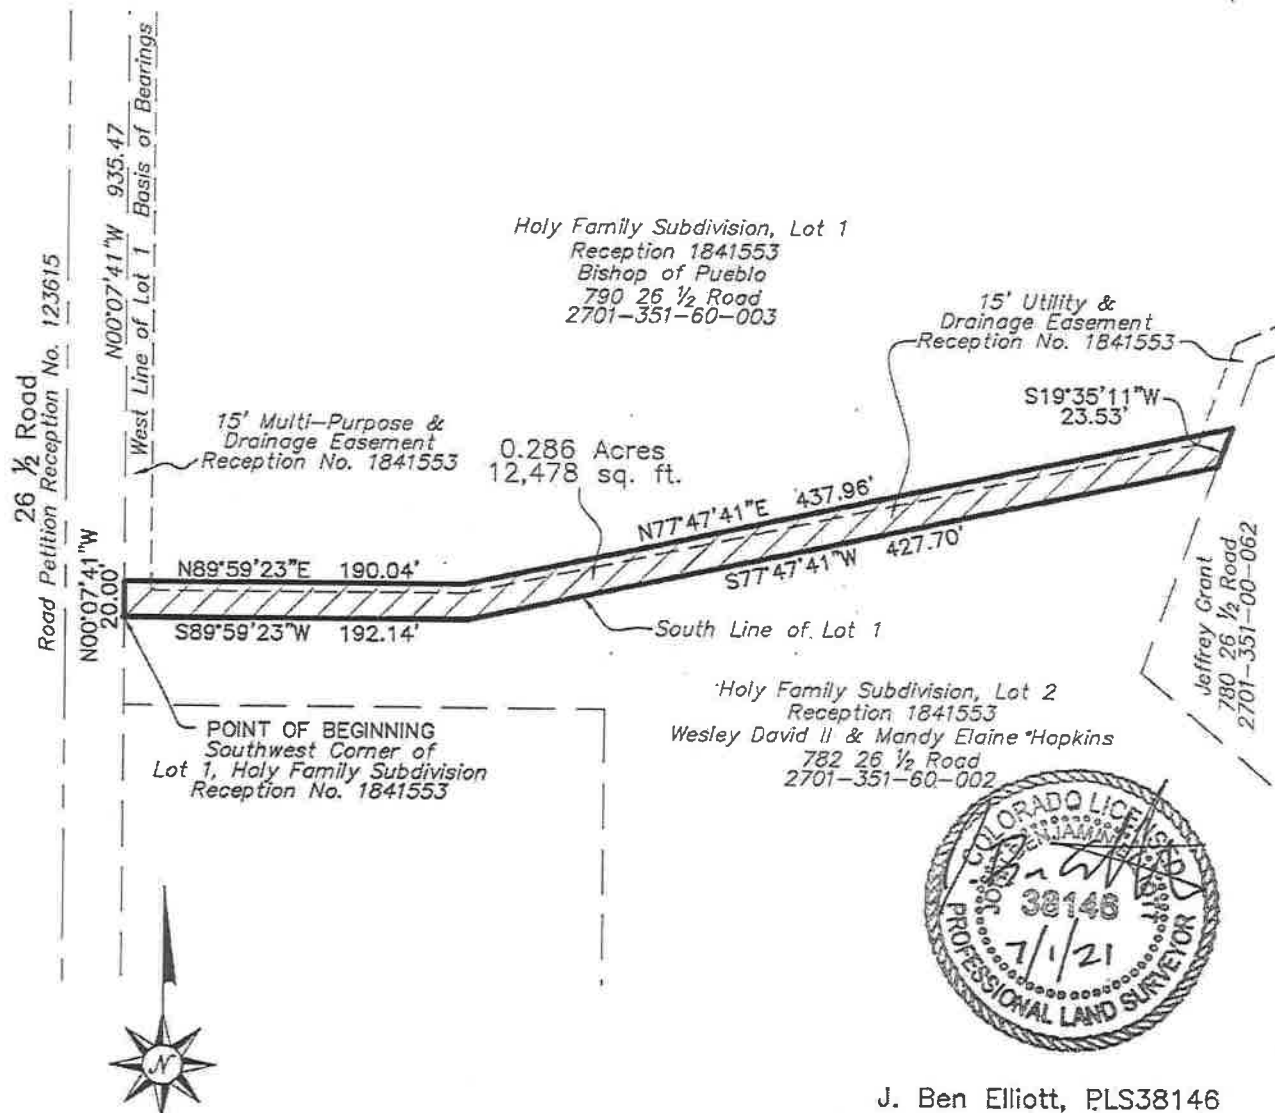 26 ½ Road
Road Petition Reception No. 123615
N00°07'41"W 935.47
West Line of Lot 1 Basis of Bearings
Holy Family Subdivision, Lot 1
Reception 1841553
Bishop of Pueblo
790 26 ½ Road
2701-351-60-003
15' Utility &
Drainage Easement
Reception No. 1841553
S19°35'11"W
23.53'
15' Multi-Purpose &
Drainage Easement
Reception No. 1841553
0.286 Acres
12,478 sq. ft.
N77°47'41"E 437.96'
S77°47'41"W 427.70'
N00°07'41"W
20.00'
N89°59'23"E 190.04'
S89°59'23"W 192.14'
South Line of Lot 1
Jeffrey Grant
780 26 ½ Road
2701-351-00-062
POINT OF BEGINNING
Southwest Corner of
Lot 1, Holy Family Subdivision
Reception No. 1841553
Holy Family Subdivision, Lot 2
Reception 1841553
Wesley David II & Mandy Elaine Hopkins
782 26 ½ Road
2701-351-60-002
COLORADO LICENSED
38146
7/1/21
PROFESSIONAL LAND SURVEYOR
N
J. Ben Elliott, PLS38146